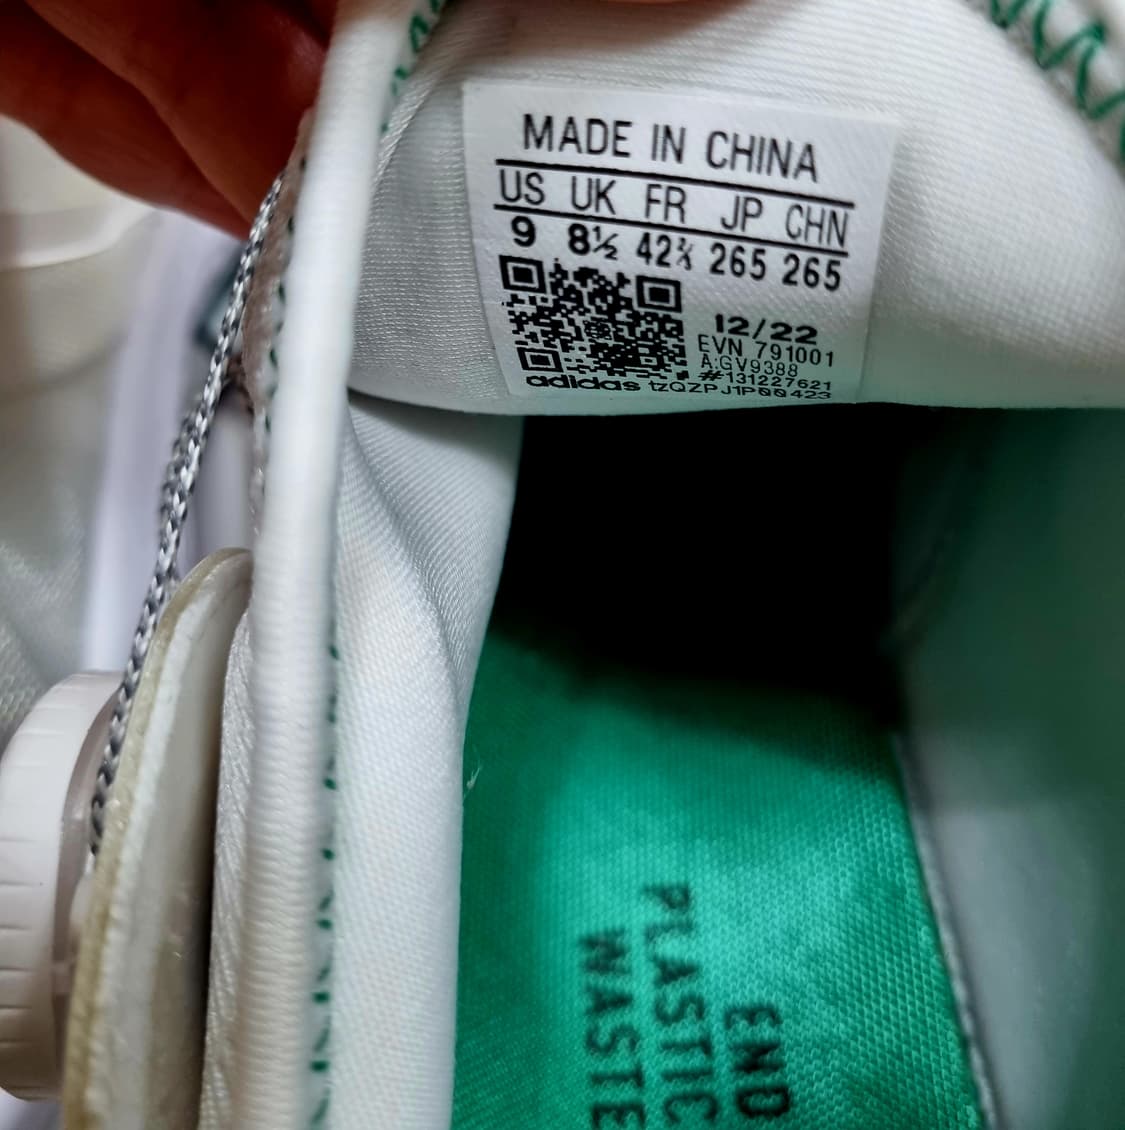 MADE IN CHINA
US UK FR JP CHN
9 8½ 42⅔ 265 265
12/22
EVN 791001
A:GV9388
#131227621
adidas tzQZPJ1P00423
END
PLASTIC
WASTE